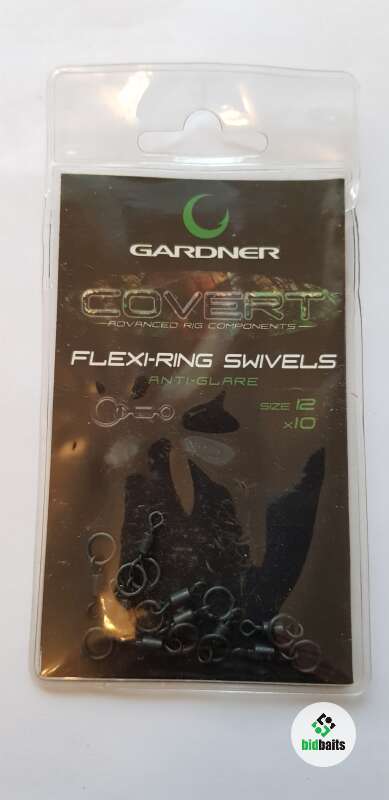 GARDNER
COVERT
ADVANCED RIG COMPONENTS
FLEXI-RING SWIVELS
ANTI-GLARE
SIZE 12
x10
bidbaits